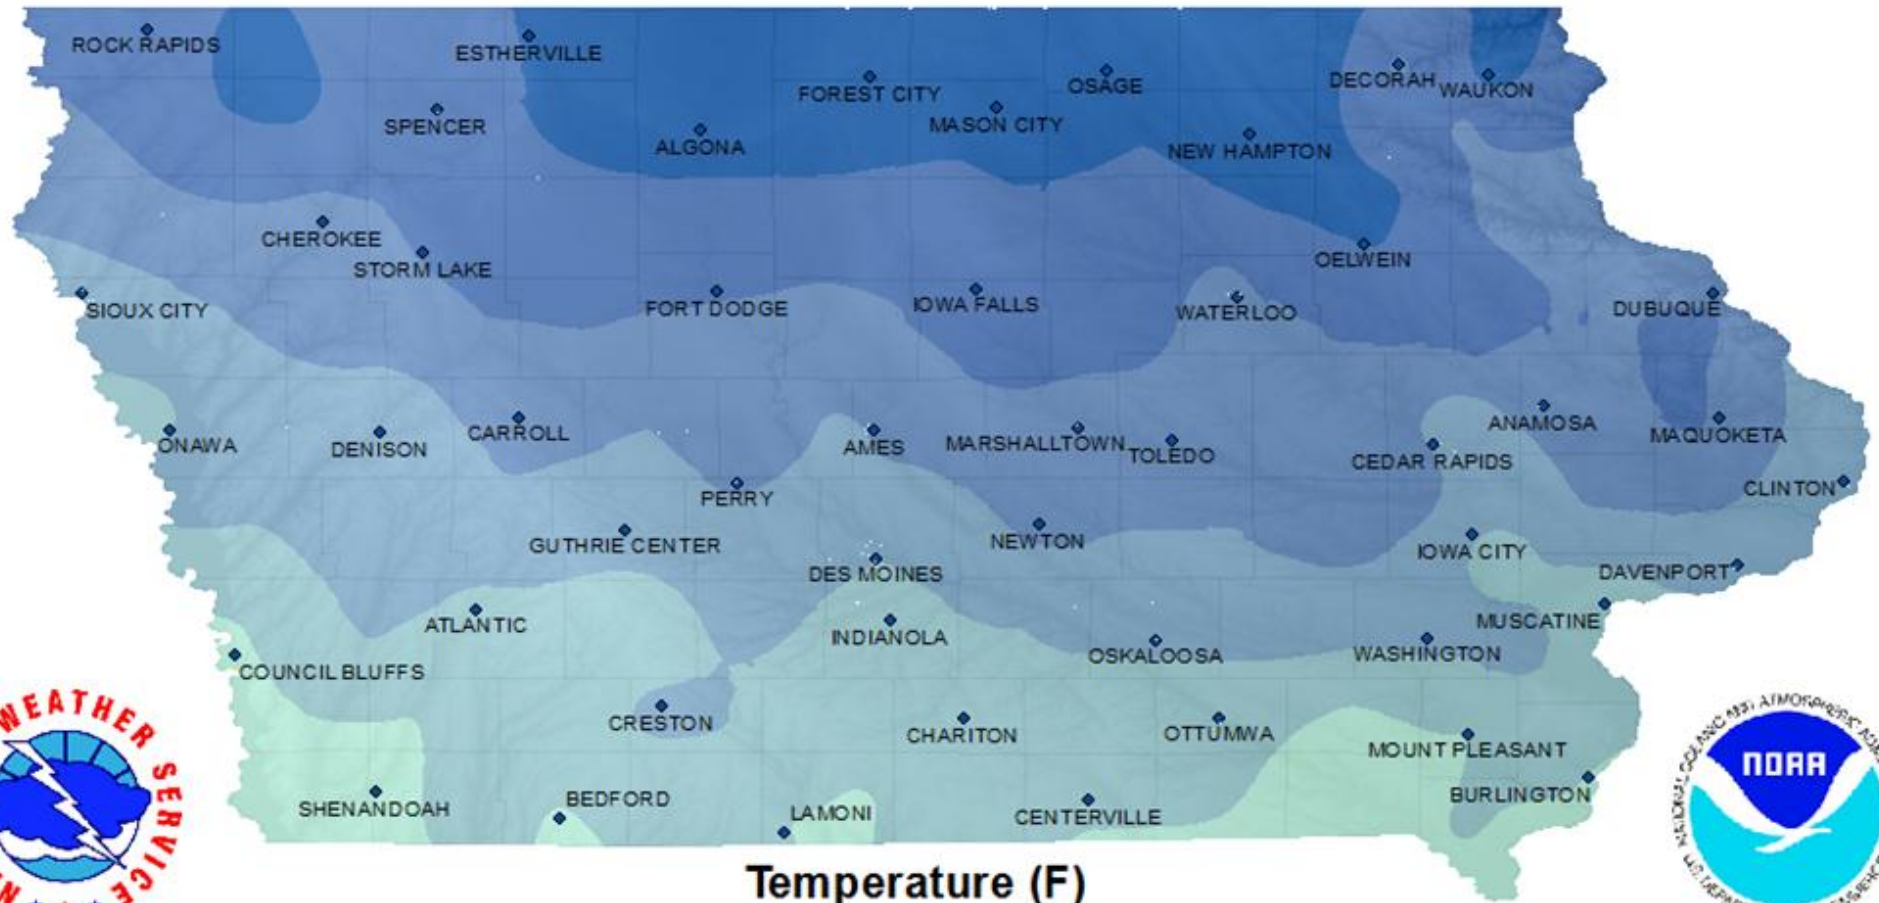 ROCK RAPIDS
ESTHERVILLE
FOREST CITY
OSAGE
DECORAH
WAUKON
SPENCER
ALGONA
MASON CITY
NEW HAMPTON
CHEROKEE
STORM LAKE
OELWEIN
SIOUX CITY
FORT DODGE
IOWA FALLS
WATERLOO
DUBUQUE
ONAWA
DENISON
CARROLL
AMES
MARSHALLTOWN
TOLEDO
CEDAR RAPIDS
ANAMOSA
MAQUOKETA
PERRY
CLINTON
GUTHRIE CENTER
NEWTON
IOWA CITY
DES MOINES
DAVENPORT
ATLANTIC
INDIANOLA
MUSCATINE
COUNCIL BLUFFS
OSKALOOSA
WASHINGTON
CRESTON
CHARITON
OTTUMWA
MOUNT PLEASANT
SHENANDOAH
BEDFORD
LAMONI
CENTERVILLE
BURLINGTON
WEATHER SERVICE
NOAA
Temperature (F)